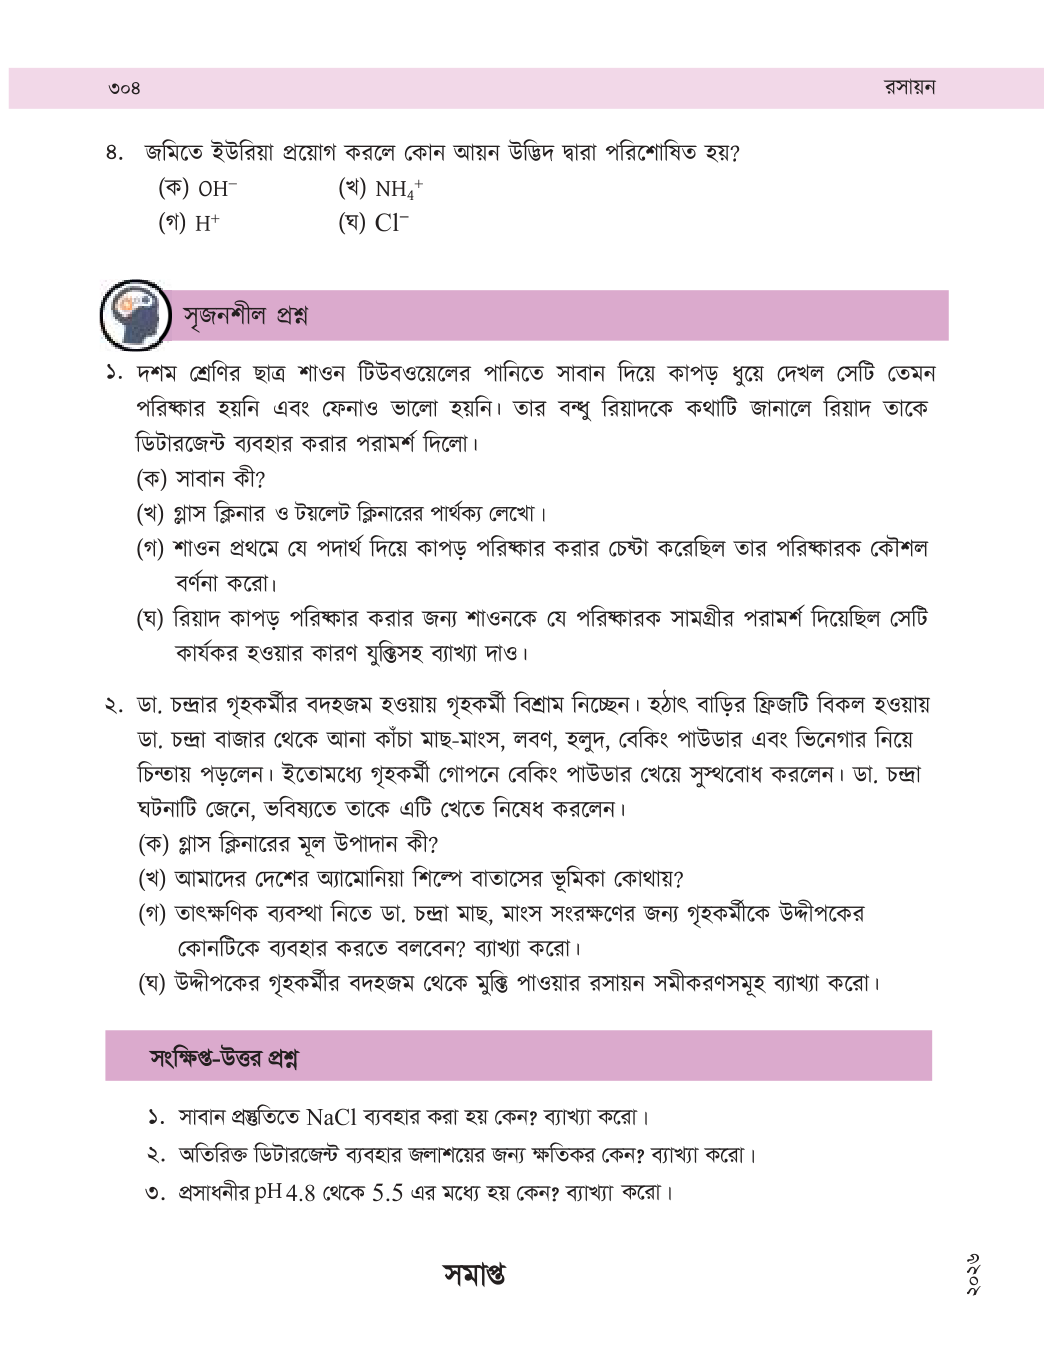 ৩০৪ রসায়ন
৪. জমিতে ইউরিয়া প্রয়োগ করলে কোন আয়ন উদ্ভিদ দ্বারা পরিশোষিত হয়?
(ক) OH⁻ (খ) NH₄⁺
(গ) H⁺ (ঘ) Cl⁻
সৃজনশীল প্রশ্ন
১. দশম শ্রেণির ছাত্র শাওন টিউবওয়েলের পানিতে সাবান দিয়ে কাপড় ধুয়ে দেখল সেটি তেমন
পরিষ্কার হয়নি এবং ফেনাও ভালো হয়নি। তার বন্ধু রিয়াদকে কথাটি জানালে রিয়াদ তাকে
ডিটারজেন্ট ব্যবহার করার পরামর্শ দিলো।
(ক) সাবান কী?
(খ) গ্লাস ক্লিনার ও টয়লেট ক্লিনারের পার্থক্য লেখো।
(গ) শাওন প্রথমে যে পদার্থ দিয়ে কাপড় পরিষ্কার করার চেষ্টা করেছিল তার পরিষ্কারক কৌশল
বর্ণনা করো।
(ঘ) রিয়াদ কাপড় পরিষ্কার করার জন্য শাওনকে যে পরিষ্কারক সামগ্রীর পরামর্শ দিয়েছিল সেটি
কার্যকর হওয়ার কারণ যুক্তিসহ ব্যাখ্যা দাও।
২. ডা. চন্দ্রার গৃহকর্মীর বদহজম হওয়ায় গৃহকর্মী বিশ্রাম নিচ্ছেন। হঠাৎ বাড়ির ফ্রিজটি বিকল হওয়ায়
ডা. চন্দ্রা বাজার থেকে আনা কাঁচা মাছ-মাংস, লবণ, হলুদ, বেকিং পাউডার এবং ভিনেগার নিয়ে
চিন্তায় পড়লেন। ইতোমধ্যে গৃহকর্মী গোপনে বেকিং পাউডার খেয়ে সুস্থবোধ করলেন। ডা. চন্দ্রা
ঘটনাটি জেনে, ভবিষ্যতে তাকে এটি খেতে নিষেধ করলেন।
(ক) গ্লাস ক্লিনারের মূল উপাদান কী?
(খ) আমাদের দেশের অ্যামোনিয়া শিল্পে বাতাসের ভূমিকা কোথায়?
(গ) তাৎক্ষণিক ব্যবস্থা নিতে ডা. চন্দ্রা মাছ, মাংস সংরক্ষণের জন্য গৃহকর্মীকে উদ্দীপকের
কোনটিকে ব্যবহার করতে বলবেন? ব্যাখ্যা করো।
(ঘ) উদ্দীপকের গৃহকর্মীর বদহজম থেকে মুক্তি পাওয়ার রসায়ন সমীকরণসমূহ ব্যাখ্যা করো।
সংক্ষিপ্ত-উত্তর প্রশ্ন
১. সাবান প্রস্তুতিতে NaCl ব্যবহার করা হয় কেন? ব্যাখ্যা করো।
২. অতিরিক্ত ডিটারজেন্ট ব্যবহার জলাশয়ের জন্য ক্ষতিকর কেন? ব্যাখ্যা করো।
৩. প্রসাধনীর pH 4.8 থেকে 5.5 এর মধ্যে হয় কেন? ব্যাখ্যা করো।
সমাপ্ত
২০২৬